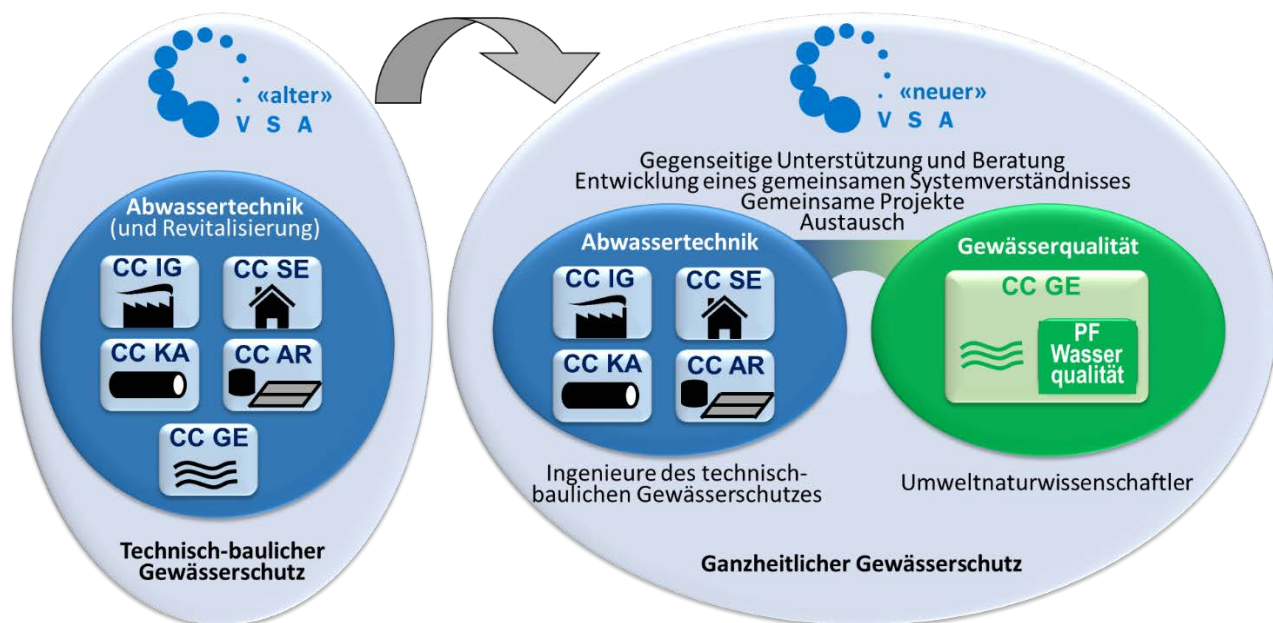 «alter»
VSA
Abwassertechnik
(und Revitalisierung)
CC IG
CC SE
CC KA
CC AR
CC GE
Technisch-baulicher
Gewässerschutz
«neuer»
VSA
Gegenseitige Unterstützung und Beratung
Entwicklung eines gemeinsamen Systemverständnisses
Gemeinsame Projekte
Austausch
Abwassertechnik
CC IG
CC SE
CC KA
CC AR
Ingenieure des technisch-
baulichen Gewässerschutzes
Gewässerqualität
CC GE
PF
Wasser
qualität
Umweltnaturwissenschaftler
Ganzheitlicher Gewässerschutz